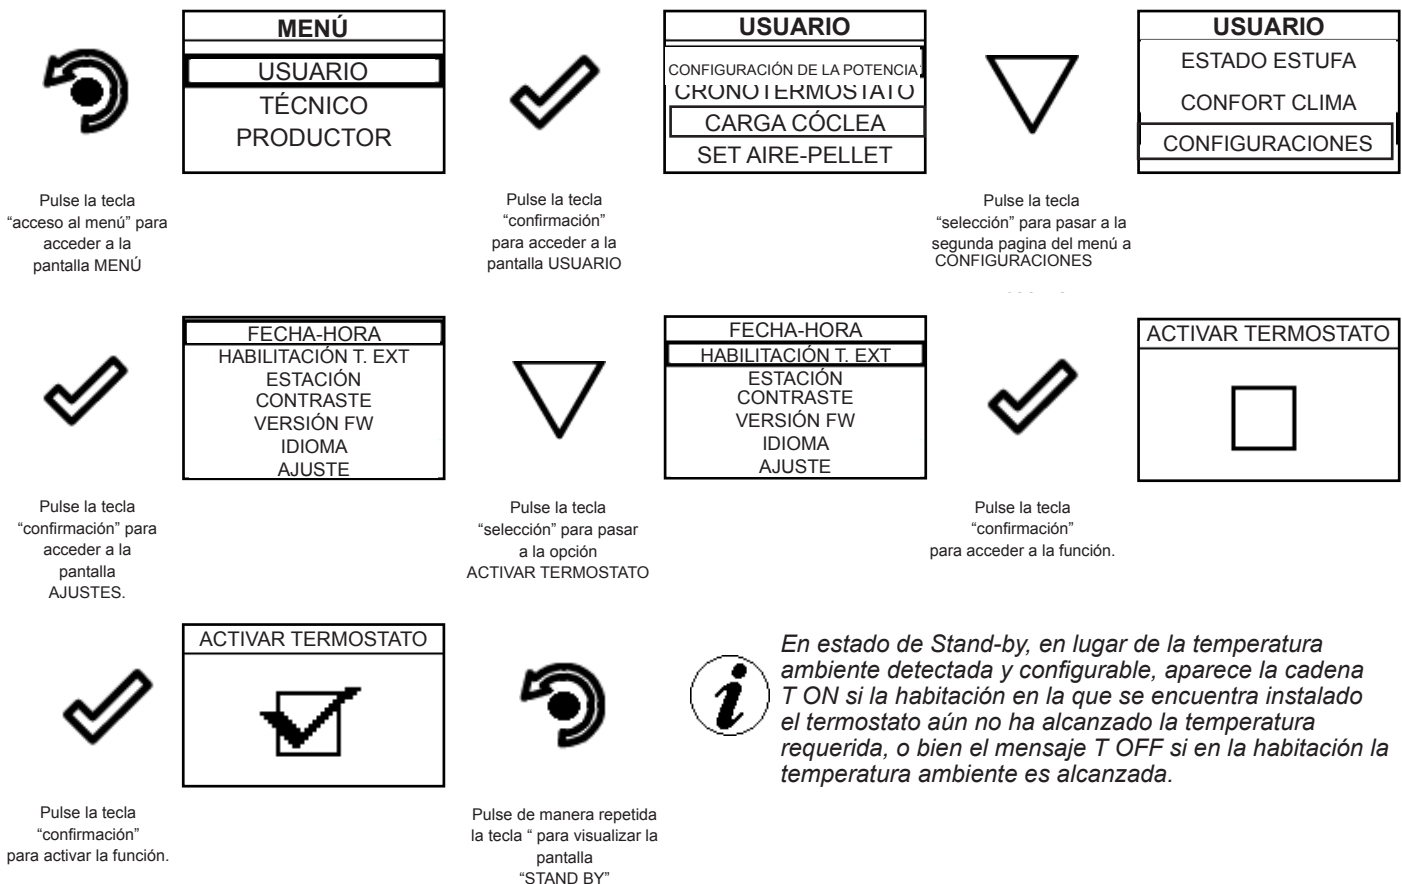 MENÚ
USUARIO
TÉCNICO
PRODUCTOR
Pulse la tecla
“acceso al menú” para
acceder a la
pantalla MENÚ
USUARIO
CONFIGURACIÓN DE LA POTENCIA
CRONOTERMOSTATO
CARGA CÓCLEA
SET AIRE-PELLET
Pulse la tecla
“confirmación”
para acceder a la
pantalla USUARIO
USUARIO
ESTADO ESTUFA
CONFORT CLIMA
CONFIGURACIONES
Pulse la tecla
“selección” para pasar a la
segunda pagina del menú a
CONFIGURACIONES
FECHA-HORA
HABILITACIÓN T. EXT
ESTACIÓN
CONTRASTE
VERSIÓN FW
IDIOMA
AJUSTE
Pulse la tecla
“confirmación” para
acceder a la
pantalla
AJUSTES.
FECHA-HORA
HABILITACIÓN T. EXT
ESTACIÓN
CONTRASTE
VERSIÓN FW
IDIOMA
AJUSTE
Pulse la tecla
“selección” para pasar
a la opción
ACTIVAR TERMOSTATO
ACTIVAR TERMOSTATO
Pulse la tecla
“confirmación”
para acceder a la función.
ACTIVAR TERMOSTATO
Pulse la tecla
“confirmación”
para activar la función.
Pulse de manera repetida
la tecla “ para visualizar la
pantalla
“STAND BY”
En estado de Stand-by, en lugar de la temperatura
ambiente detectada y configurable, aparece la cadena
T ON si la habitación en la que se encuentra instalado
el termostato aún no ha alcanzado la temperatura
requerida, o bien el mensaje T OFF si en la habitación la
temperatura ambiente es alcanzada.